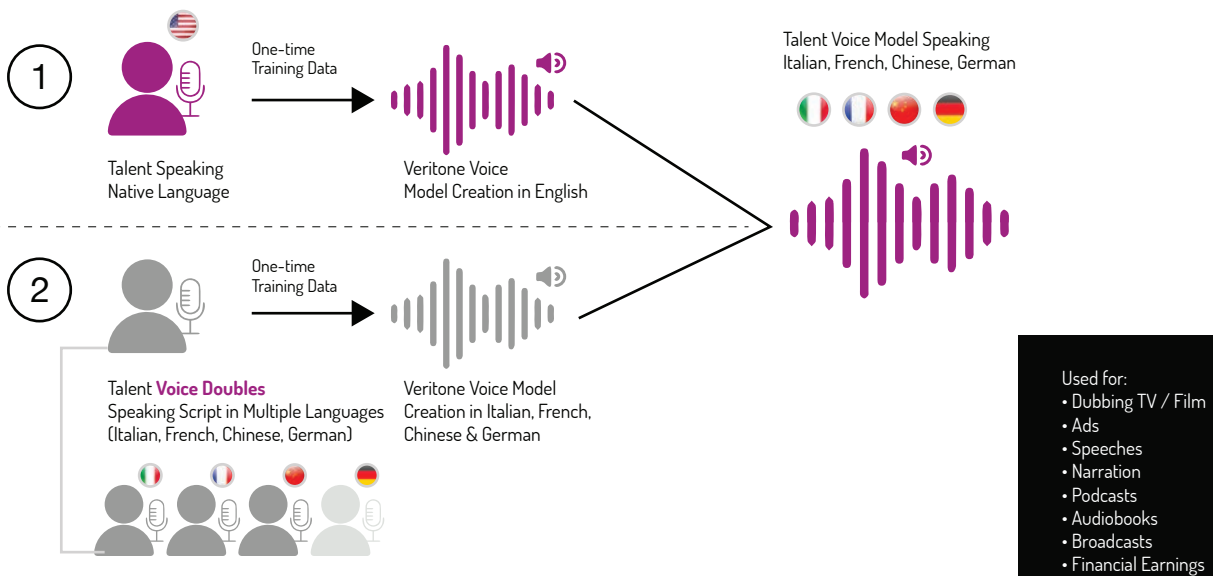 1
One-time
Training Data
Talent Speaking
Native Language
Veritone Voice
Model Creation in English
Talent Voice Model Speaking
Italian, French, Chinese, German
2
One-time
Training Data
Talent Voice Doubles
Speaking Script in Multiple Languages
(Italian, French, Chinese, German)
Veritone Voice Model
Creation in Italian, French,
Chinese & German
Used for:
• Dubbing TV / Film
• Ads
• Speeches
• Narration
• Podcasts
• Audiobooks
• Broadcasts
• Financial Earnings